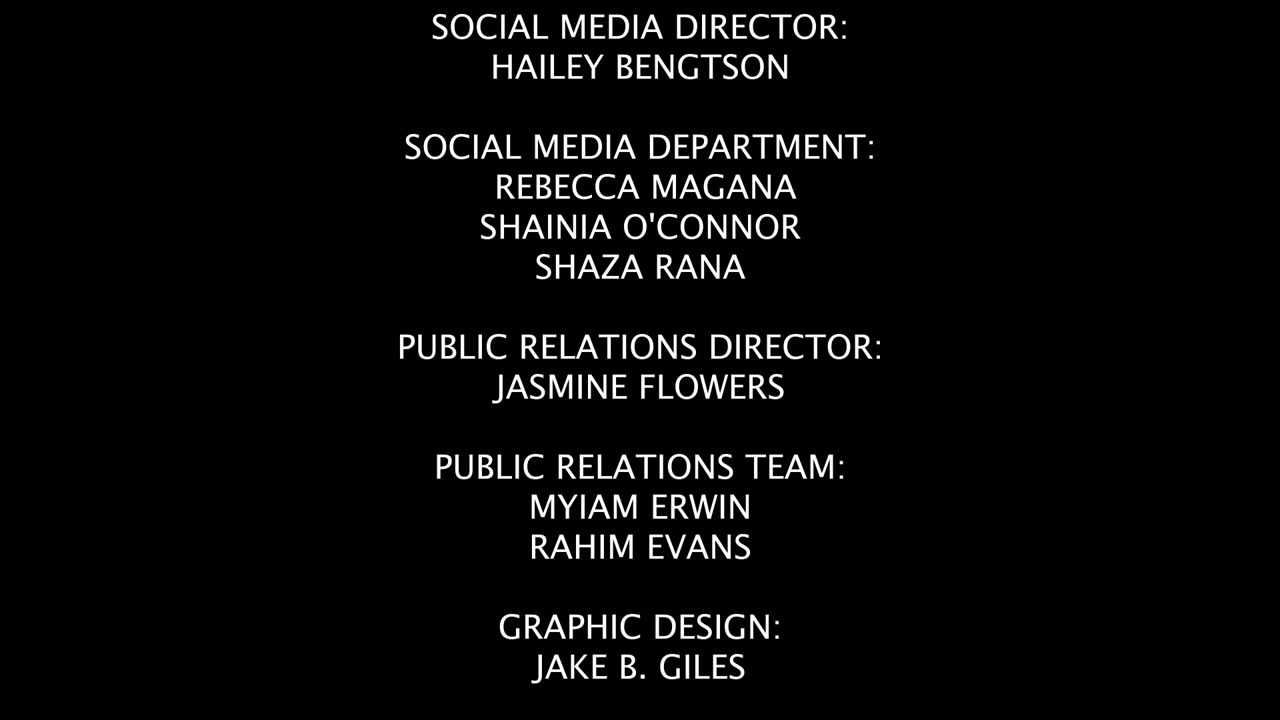 SOCIAL MEDIA DIRECTOR:
HAILEY BENGTSON
SOCIAL MEDIA DEPARTMENT:
REBECCA MAGANA
SHAINIA O'CONNOR
SHAZA RANA
PUBLIC RELATIONS DIRECTOR:
JASMINE FLOWERS
PUBLIC RELATIONS TEAM:
MYIAM ERWIN
RAHIM EVANS
GRAPHIC DESIGN:
JAKE B. GILES